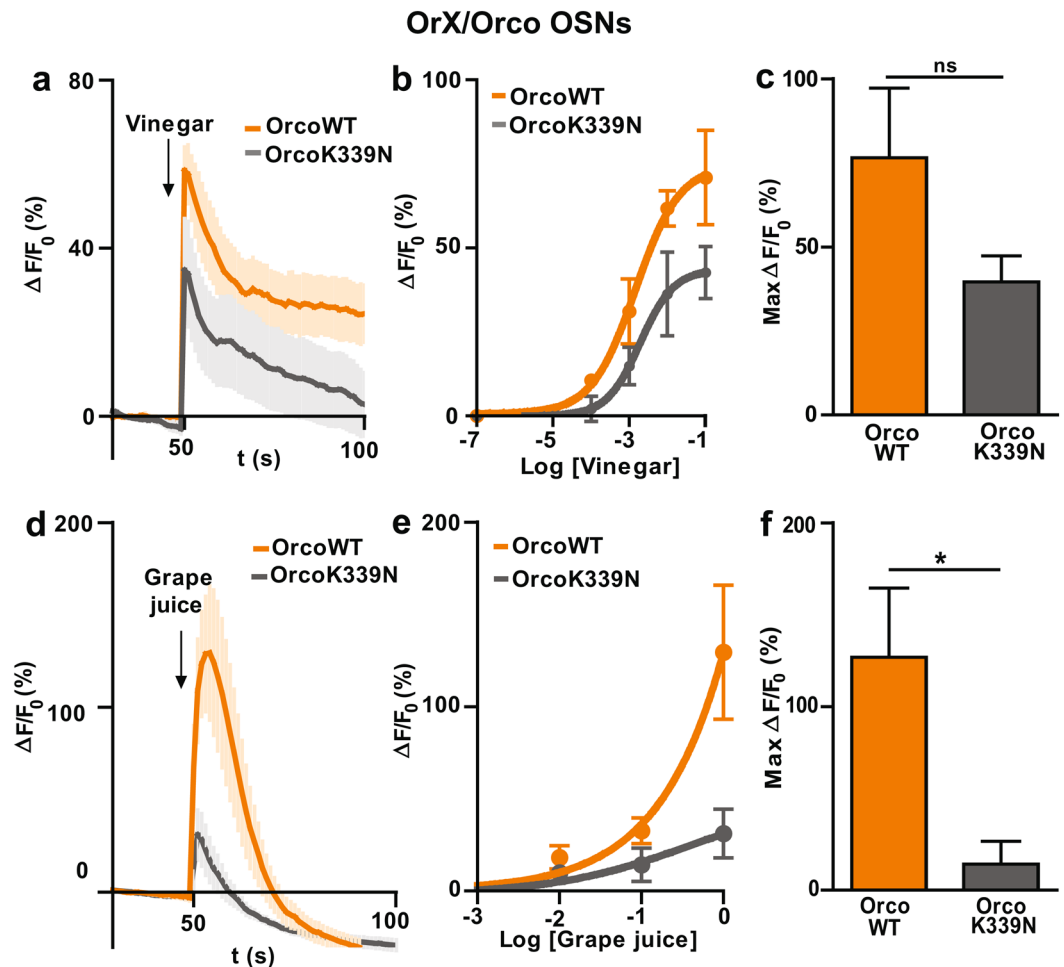 OrX/Orco OSNs
a
80
40
0
ΔF/F0 (%)
Vinegar
OrcoWT
OrcoK339N
50
100
t (s)
b
100
50
0
ΔF/F0 (%)
OrcoWT
OrcoK339N
-7
-5
-3
-1
Log [Vinegar]
c
100
50
0
Max ΔF/F0 (%)
ns
Orco
WT
Orco
K339N
d
200
100
0
ΔF/F0 (%)
Grape
juice
OrcoWT
OrcoK339N
50
100
t (s)
e
200
100
0
ΔF/F0 (%)
OrcoWT
OrcoK339N
-3
-2
-1
0
Log [Grape juice]
f
200
100
0
Max ΔF/F0 (%)
*
Orco
WT
Orco
K339N